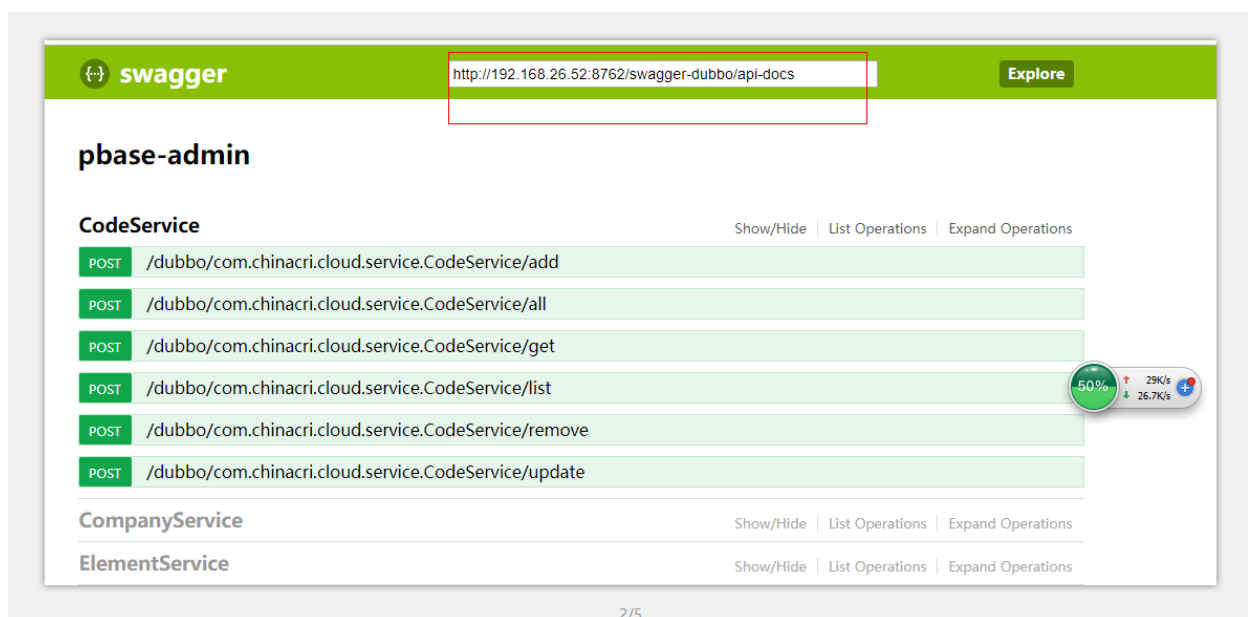 swagger http://192.168.26.52:8762/swagger-dubbo/api-docs Explore
pbase-admin
CodeService Show/Hide List Operations Expand Operations
POST /dubbo/com.chinacri.cloud.service.CodeService/add
POST /dubbo/com.chinacri.cloud.service.CodeService/all
POST /dubbo/com.chinacri.cloud.service.CodeService/get
POST /dubbo/com.chinacri.cloud.service.CodeService/list
50% 29K/s
26.7K/s
POST /dubbo/com.chinacri.cloud.service.CodeService/remove
POST /dubbo/com.chinacri.cloud.service.CodeService/update
CompanyService Show/Hide List Operations Expand Operations
ElementService Show/Hide List Operations Expand Operations
2/5